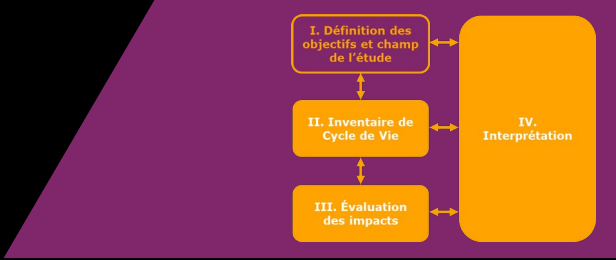 I. Définition des
objectifs et champ
de l'étude
II. Inventaire de
Cycle de Vie
IV.
Interprétation
III. Évaluation
des impacts